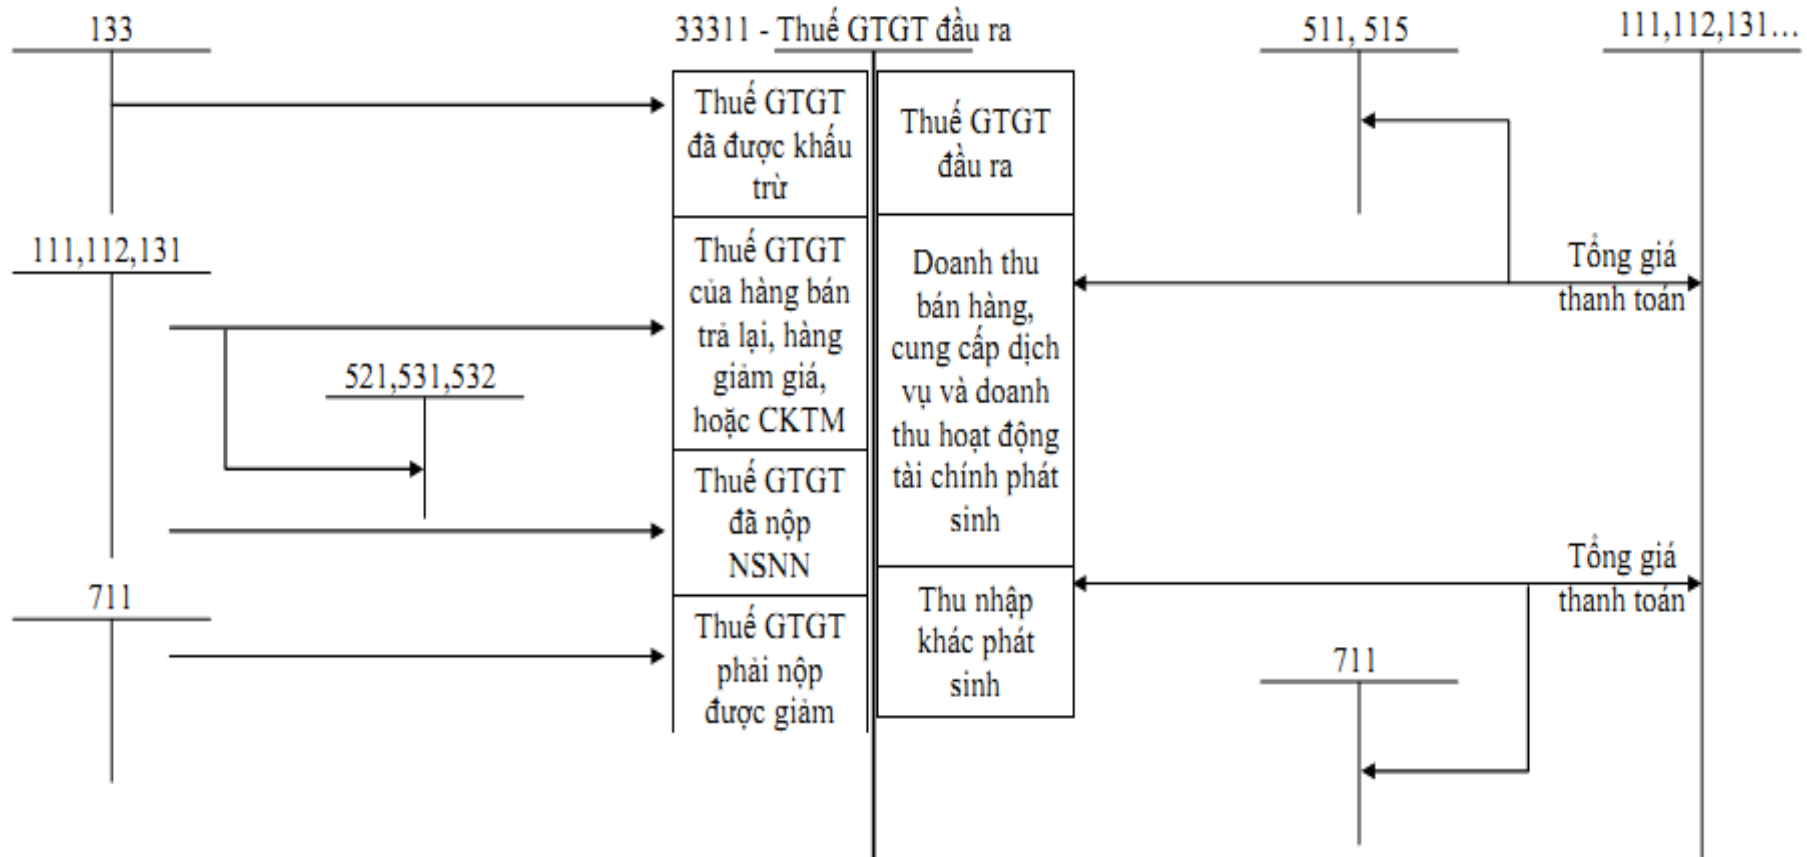 133
33311 - Thuế GTGT đầu ra
511, 515
111,112,131...
Thuế GTGT
đã được khấu
trừ
Thuế GTGT
đầu ra
111,112,131
Thuế GTGT
của hàng bán
trả lại, hàng
giảm giá,
hoặc CKTM
Doanh thu
bán hàng,
cung cấp dịch
vụ và doanh
thu hoạt động
tài chính phát
sinh
Tổng giá
thanh toán
521,531,532
Thuế GTGT
đã nộp
NSNN
711
Thuế GTGT
phải nộp
được giảm
Thu nhập
khác phát
sinh
Tổng giá
thanh toán
711